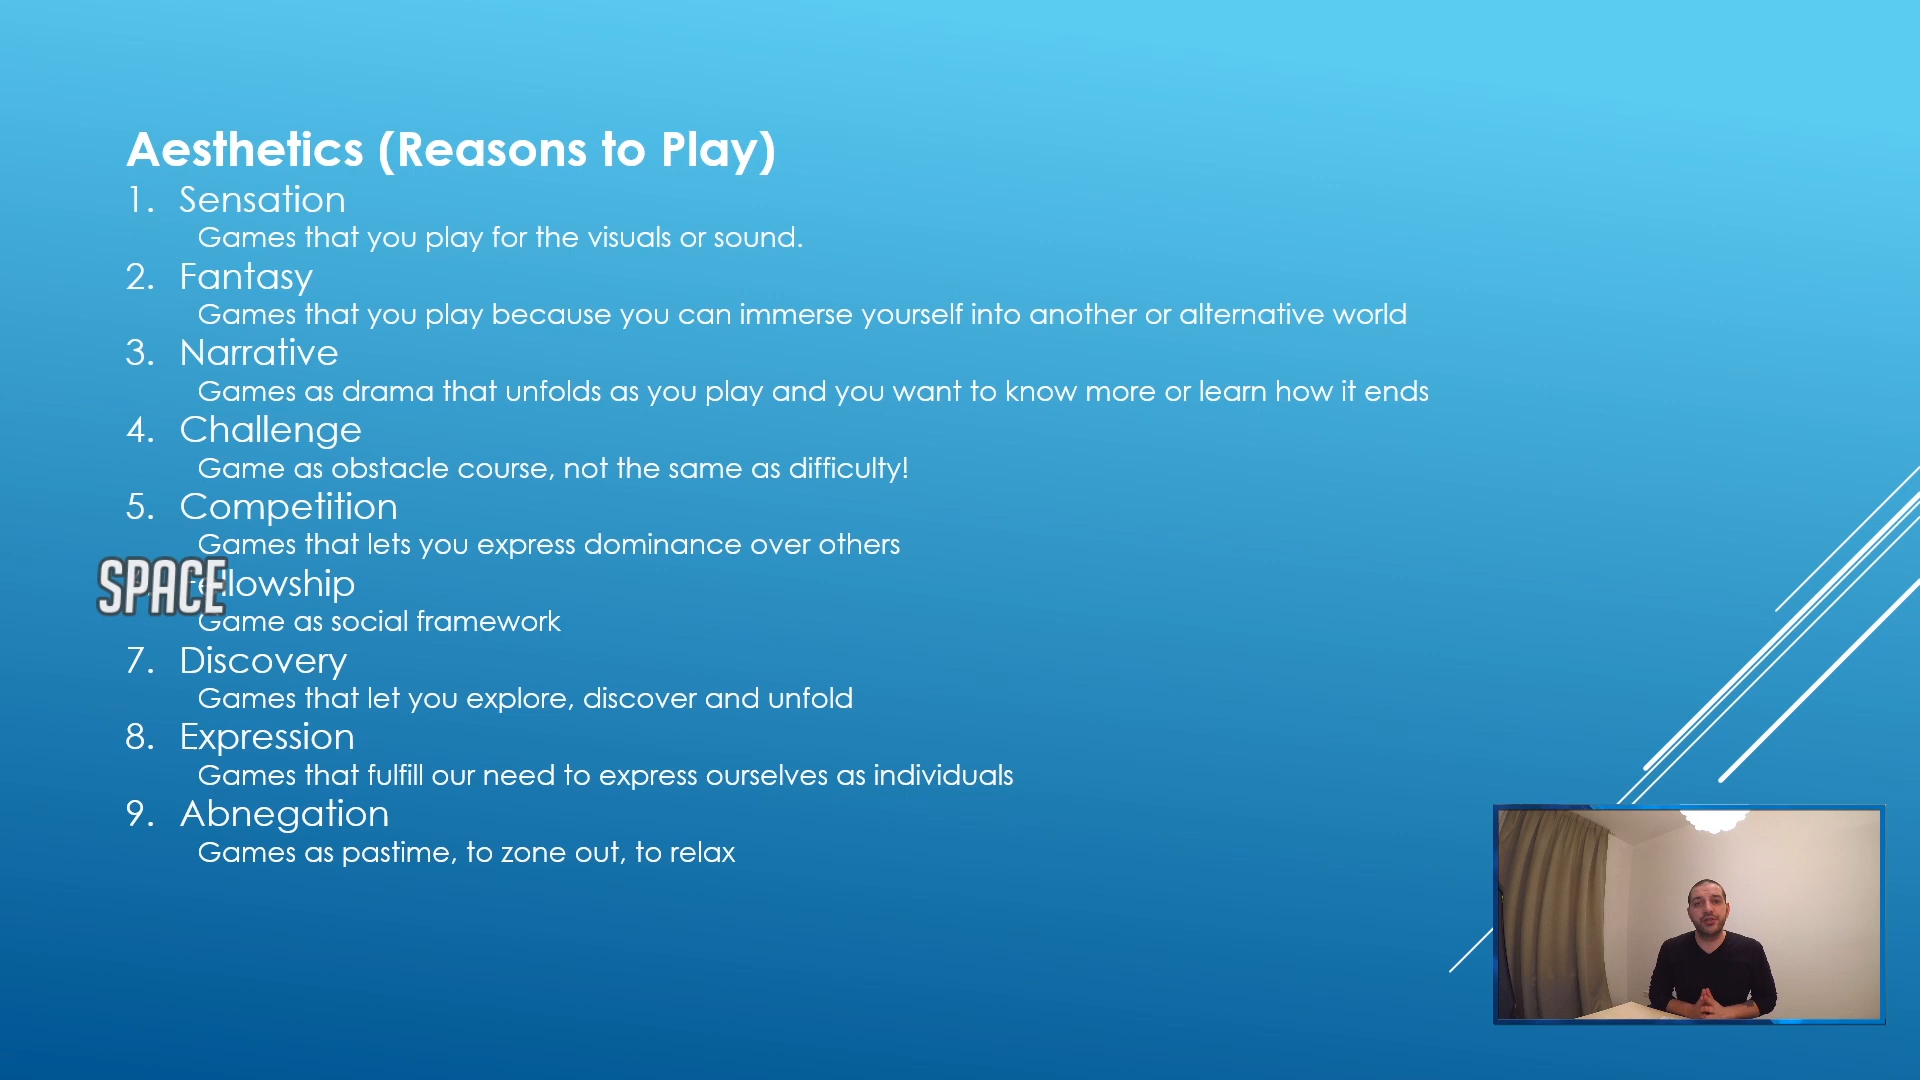 Aesthetics (Reasons to Play)
1. Sensation
Games that you play for the visuals or sound.
2. Fantasy
Games that you play because you can immerse yourself into another or alternative world
3. Narrative
Games as drama that unfolds as you play and you want to know more or learn how it ends
4. Challenge
Game as obstacle course, not the same as difficulty!
5. Competition
Games that lets you express dominance over others
SPACE
Fellowship
Game as social framework
7. Discovery
Games that let you explore, discover and unfold
8. Expression
Games that fulfill our need to express ourselves as individuals
9. Abnegation
Games as pastime, to zone out, to relax